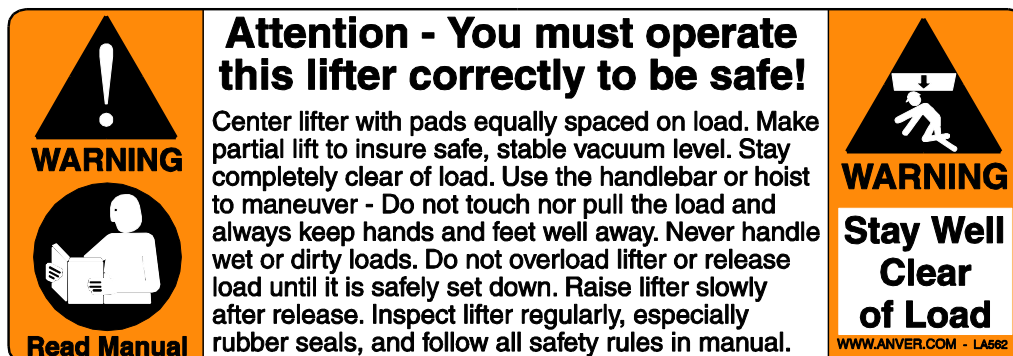 WARNING
Read Manual
Attention - You must operate
this lifter correctly to be safe!
Center lifter with pads equally spaced on load. Make
partial lift to insure safe, stable vacuum level. Stay
completely clear of load. Use the handlebar or hoist
to maneuver - Do not touch nor pull the load and
always keep hands and feet well away. Never handle
wet or dirty loads. Do not overload lifter or release
load until it is safely set down. Raise lifter slowly
after release. Inspect lifter regularly, especially
rubber seals, and follow all safety rules in manual.
WARNING
Stay Well
Clear
of Load
WWW.ANVER.COM - LA562